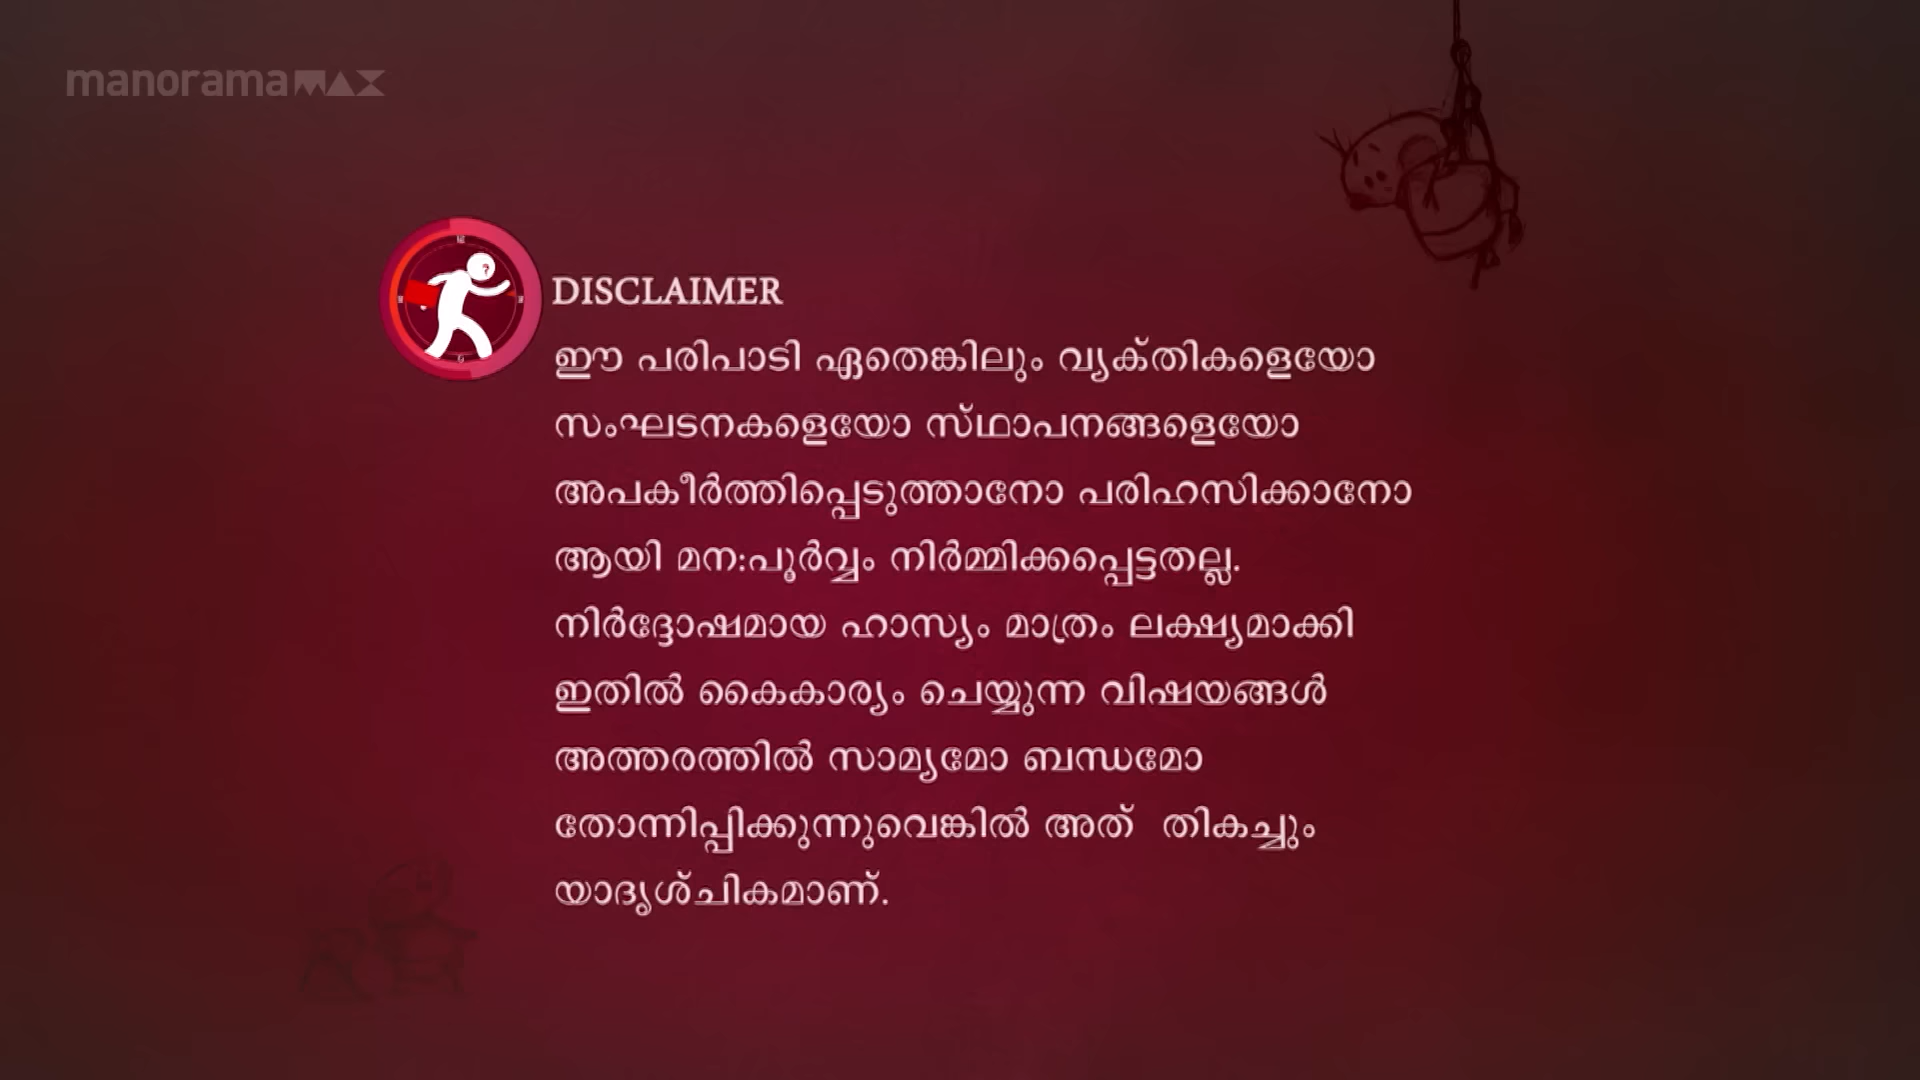 manoramaMAX
DISCLAIMER
ഈ പരിപാടി ഏതെങ്കിലും വ്യക്‌തികളെയോ
സംഘടനകളെയോ സ്‌ഥാപനങ്ങളെയോ
അപകീർത്തിപ്പെടുത്താനോ പരിഹസിക്കാനോ
ആയി മന:പൂർവ്വം നിർമ്മിക്കപ്പെട്ടതല്ല.
നിർദ്ദോഷമായ ഹാസ്യം മാത്രം ലക്ഷ്യമാക്കി
ഇതിൽ കൈകാര്യം ചെയ്യുന്ന വിഷയങ്ങൾ
അത്തരത്തിൽ സാമ്യമോ ബന്ധമോ
തോന്നിപ്പിക്കുന്നുവെങ്കിൽ അത് തികച്ചും
യാദൃശ്ചികമാണ്.